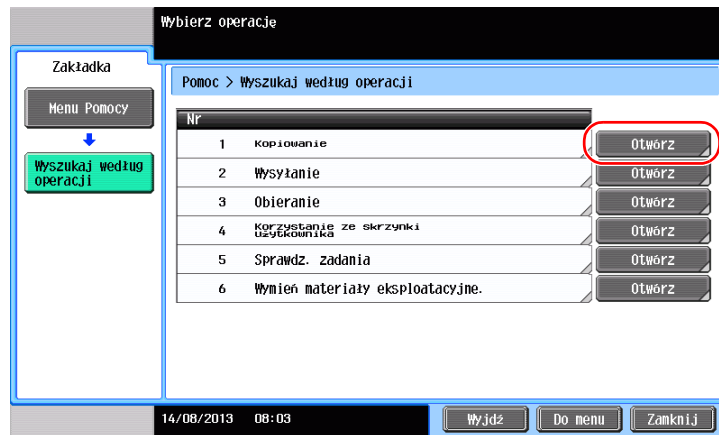 Wybierz operację
Zakładka
Menu Pomocy
Wyszukaj według
operacji
Pomoc > Wyszukaj według operacji
Nr
1 Kopiowanie Otwórz
2 Wysyłanie Otwórz
3 Obieranie Otwórz
4 Korzystanie ze skrzynki
użytkownika Otwórz
5 Sprawdz. zadania Otwórz
6 Wymień materiały eksploatacyjne. Otwórz
14/08/2013 08:03 Wyjdź Do menu Zamknij